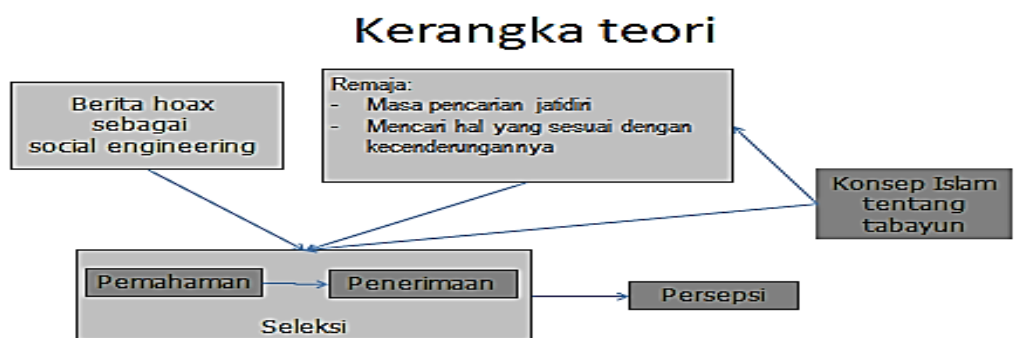 Kerangka teori
Berita hoax
sebagai
social engineering
Remaja:
- Masa pencarian jatidiri
- Mencari hal yang sesuai dengan
kecenderungannya
Konsep Islam
tentang
tabayun
Pemahaman
Penerimaan
Seleksi
Persepsi